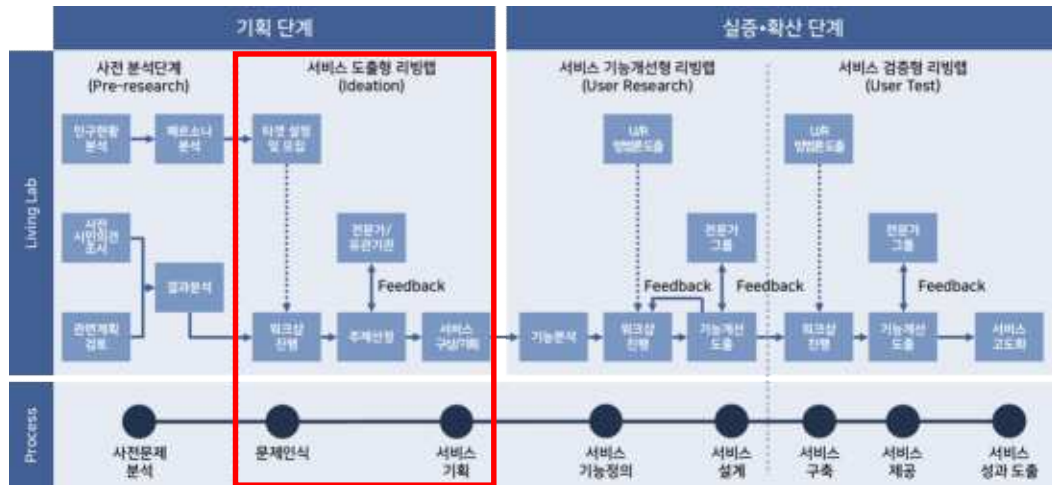 기획 단계
실증•확산 단계
Living Lab
사전 분석단계
(Pre-research)
서비스 도출형 리빙랩
(Ideation)
서비스 기능개선형 리빙랩
(User Research)
서비스 검증형 리빙랩
(User Test)
인구현황
분석
페르소나
분석
타겟 설정
및 모집
U/R
방법론도출
U/R
방법론도출
사전
시민의견
조사
전문가/
유관기관
전문가
그룹
전문가
그룹
결과분석
Feedback
Feedback
Feedback
Feedback
관련계획
검토
워크샵
진행
주제선정
서비스
구상/기획
기능분석
워크샵
진행
기능개선
도출
워크샵
진행
기능개선
도출
서비스
고도화
Process
사전문제
분석
문제인식
서비스
기획
서비스
기능정의
서비스
설계
서비스
구축
서비스
제공
서비스
성과 도출